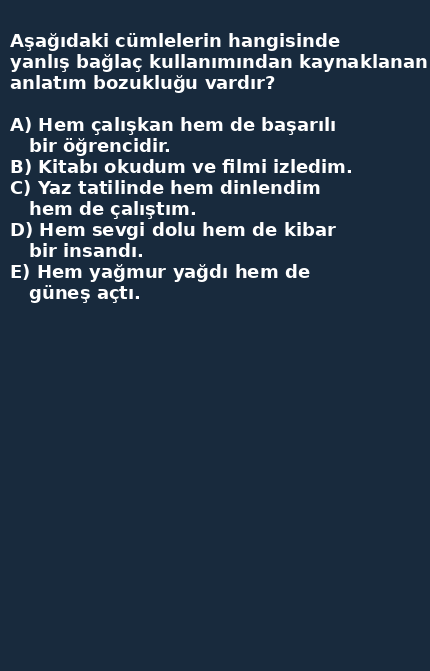 Aşağıdaki cümlelerin hangisinde
yanlış bağlaç kullanımından kaynaklanan
anlatım bozukluğu vardır?

A) Hem çalışkan hem de başarılı
bir öğrencidir.
B) Kitabı okudum ve filmi izledim.
C) Yaz tatilinde hem dinlendim
hem de çalıştım.
D) Hem sevgi dolu hem de kibar
bir insandı.
E) Hem yağmur yağdı hem de
güneş açtı.